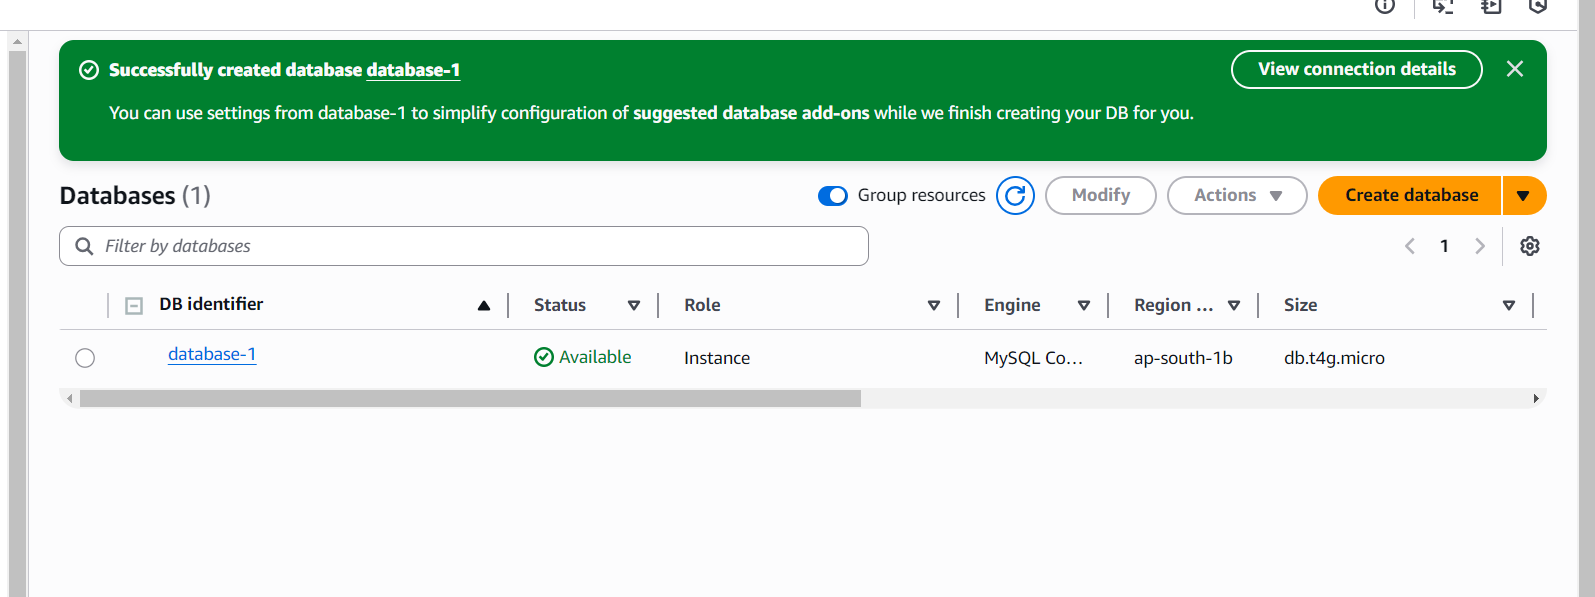 Successfully created database database-1
View connection details
You can use settings from database-1 to simplify configuration of suggested database add-ons while we finish creating your DB for you.
Databases (1)
Group resources
Modify
Actions
Create database
Filter by databases
1
DB identifier
Status
Role
Engine
Region ...
Size
database-1
Available
Instance
MySQL Co...
ap-south-1b
db.t4g.micro